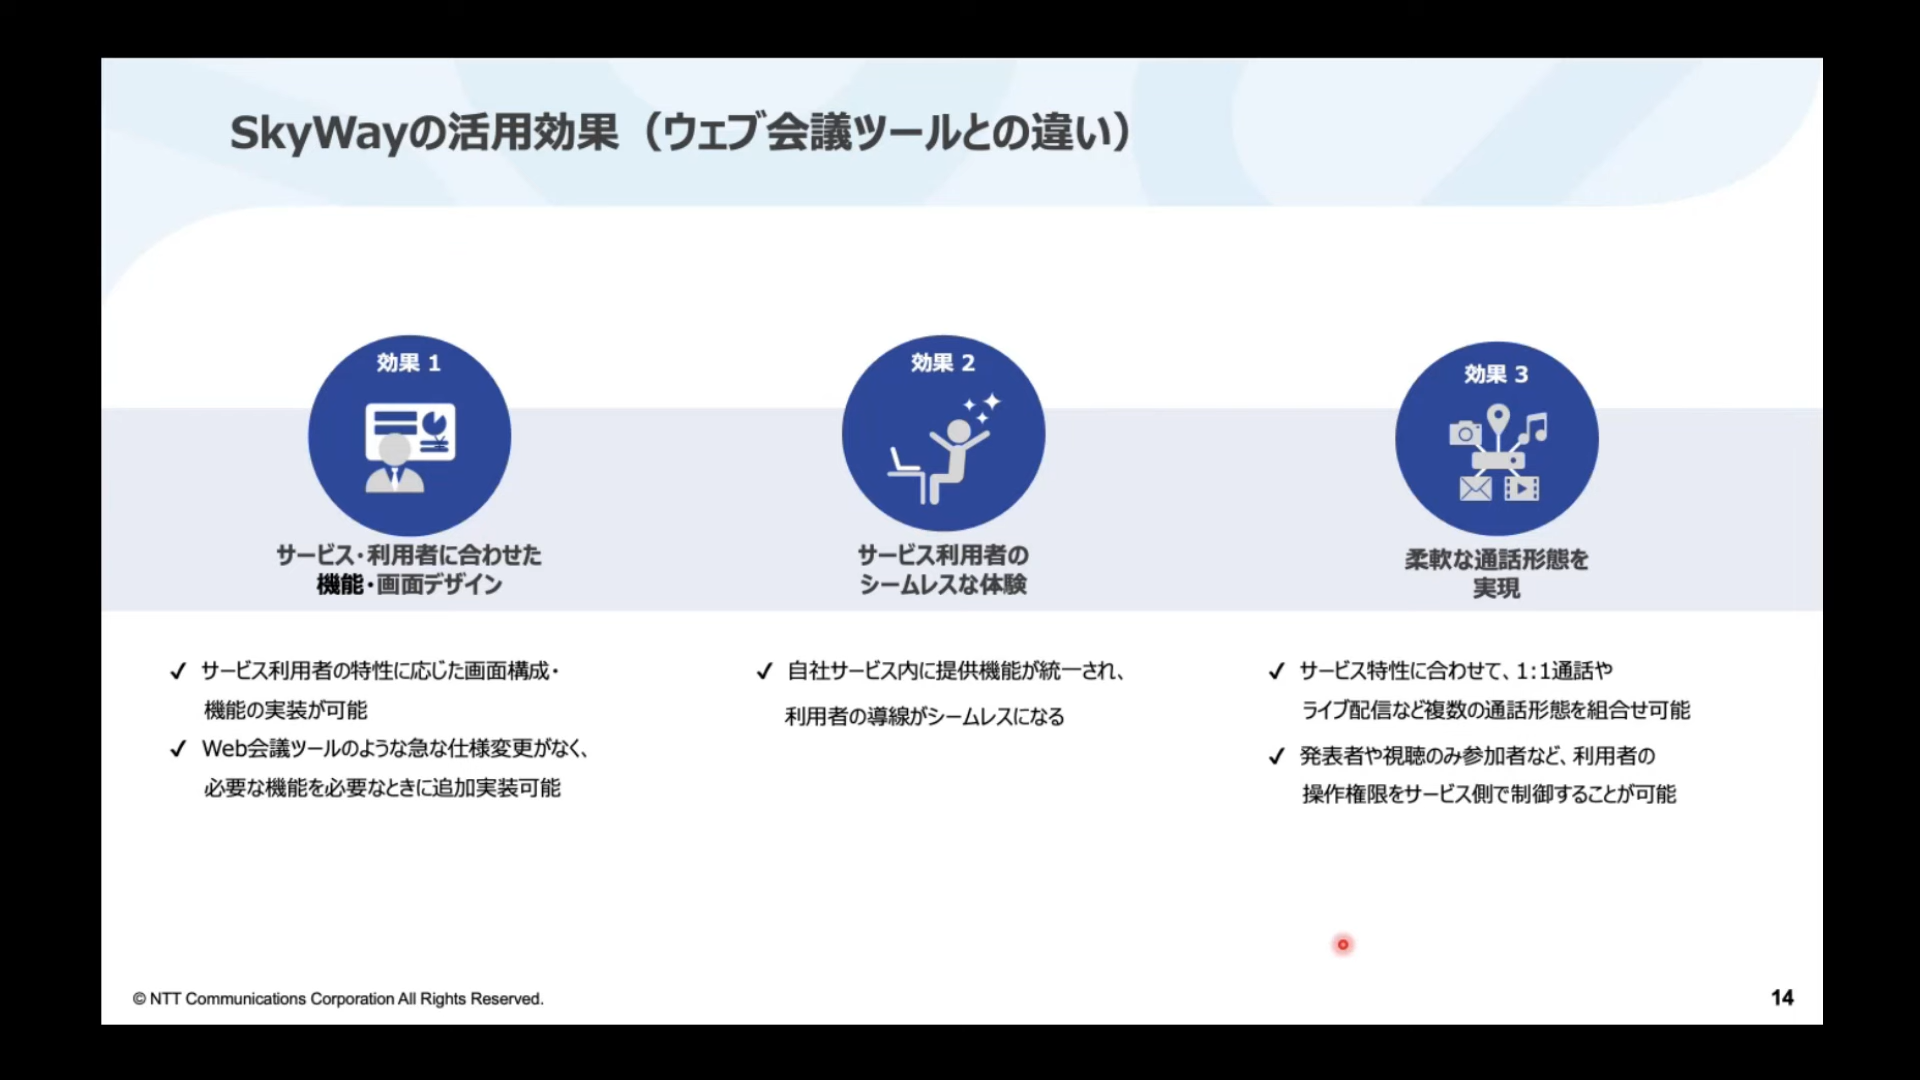 SkyWayの活用効果（ウェブ会議ツールとの違い）
効果 1
サービス・利用者に合わせた
機能・画面デザイン
✓ サービス利用者の特性に応じた画面構成・
機能の実装が可能
✓ Web会議ツールのような急な仕様変更がなく、
必要な機能を必要なときに追加実装可能
効果 2
サービス利用者の
シームレスな体験
✓ 自社サービス内に提供機能が統一され、
利用者の導線がシームレスになる
効果 3
柔軟な通話形態を
実現
✓ サービス特性に合わせて、1:1通話や
ライブ配信など複数の通話形態を組合せ可能
✓ 発表者や視聴のみ参加者など、利用者の
操作権限をサービス側で制御することが可能
© NTT Communications Corporation All Rights Reserved.
14